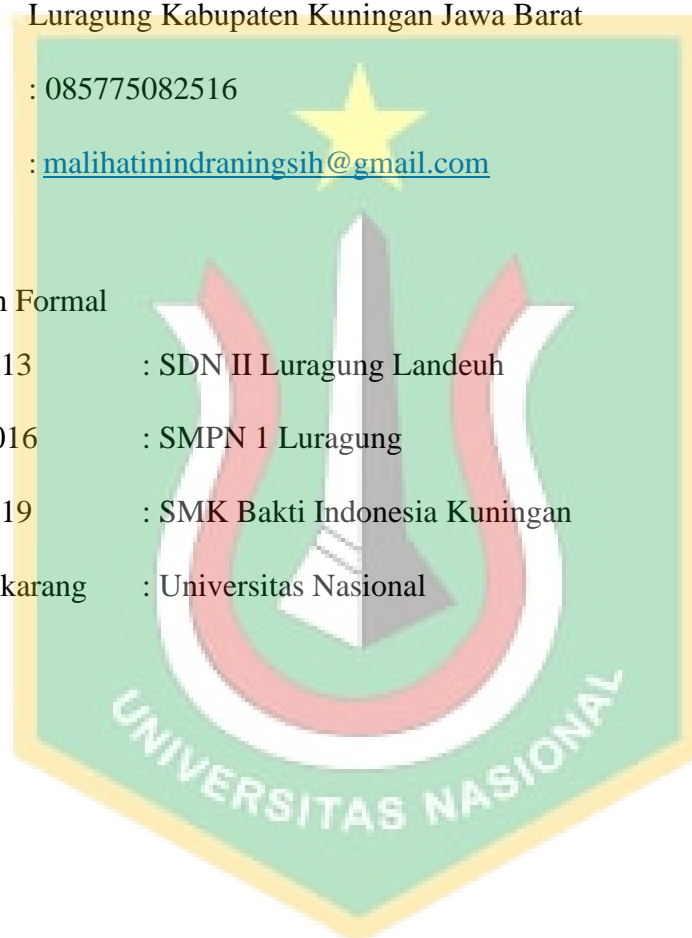 Luragung Kabupaten Kuningan Jawa Barat
: 085775082516
: malihatinindraningsih@gmail.com
n Formal
13 : SDN II Luragung Landeuh
016 : SMPN 1 Luragung
19 : SMK Bakti Indonesia Kuningan
karang : Universitas Nasional
UNIVERSITAS NASIONAL